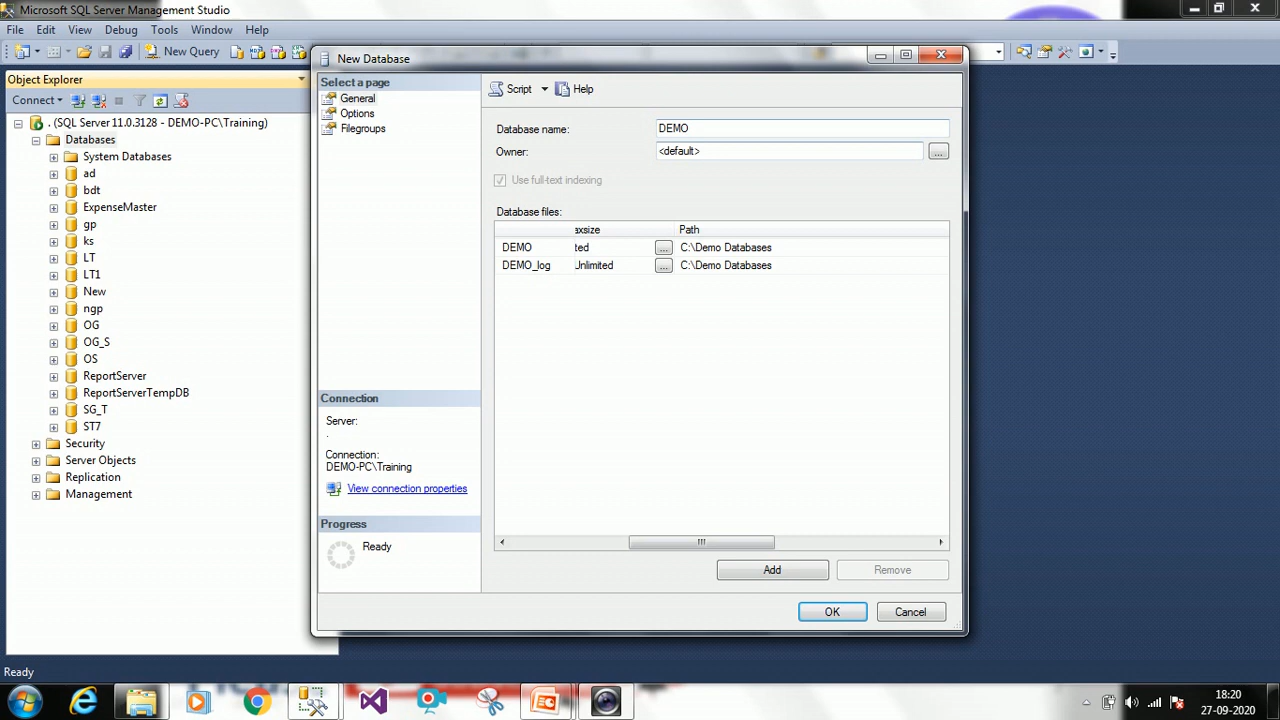 Microsoft SQL Server Management Studio
File Edit View Debug Tools Window Help
New Query
Object Explorer
Connect
. (SQL Server 11.0.3128 - DEMO-PC\Training)
Databases
System Databases
ad
bdt
ExpenseMaster
gp
ks
LT
LT1
New
ngp
OG
OG_S
OS
ReportServer
ReportServerTempDB
SG_T
ST7
Security
Server Objects
Replication
Management
New Database
Select a page
General
Options
Filegroups
Connection
Server:
.
Connection:
DEMO-PC\Training
View connection properties
Progress
Ready
Script Help
Database name: DEMO
Owner: <default> ...
Use full-text indexing
Database files:
axsize Path
DEMO ted ... C:\Demo Databases
DEMO_log Unlimited ... C:\Demo Databases
Add Remove
OK Cancel
Ready
18:20
27-09-2020